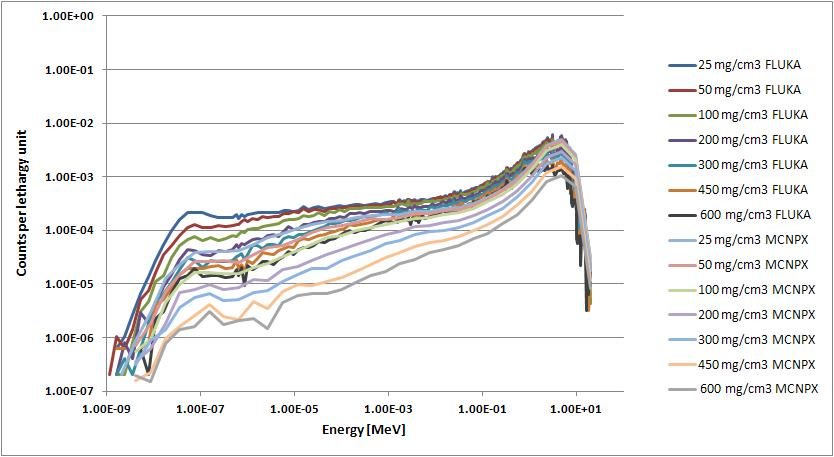 1.00E+00
1.00E-01
1.00E-02
1.00E-03
1.00E-04
1.00E-05
1.00E-06
1.00E-07
Counts per lethargy unit
1.00E-09 1.00E-07 1.00E-05 1.00E-03 1.00E-01 1.00E+01
Energy [MeV]
25 mg/cm3 FLUKA
50 mg/cm3 FLUKA
100 mg/cm3 FLUKA
200 mg/cm3 FLUKA
300 mg/cm3 FLUKA
450 mg/cm3 FLUKA
600 mg/cm3 FLUKA
25 mg/cm3 MCNPX
50 mg/cm3 MCNPX
100 mg/cm3 MCNPX
200 mg/cm3 MCNPX
300 mg/cm3 MCNPX
450 mg/cm3 MCNPX
600 mg/cm3 MCNPX